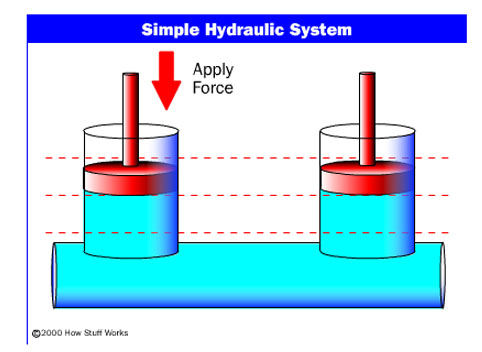 Simple Hydraulic System
Apply
Force
©2000 How Stuff Works